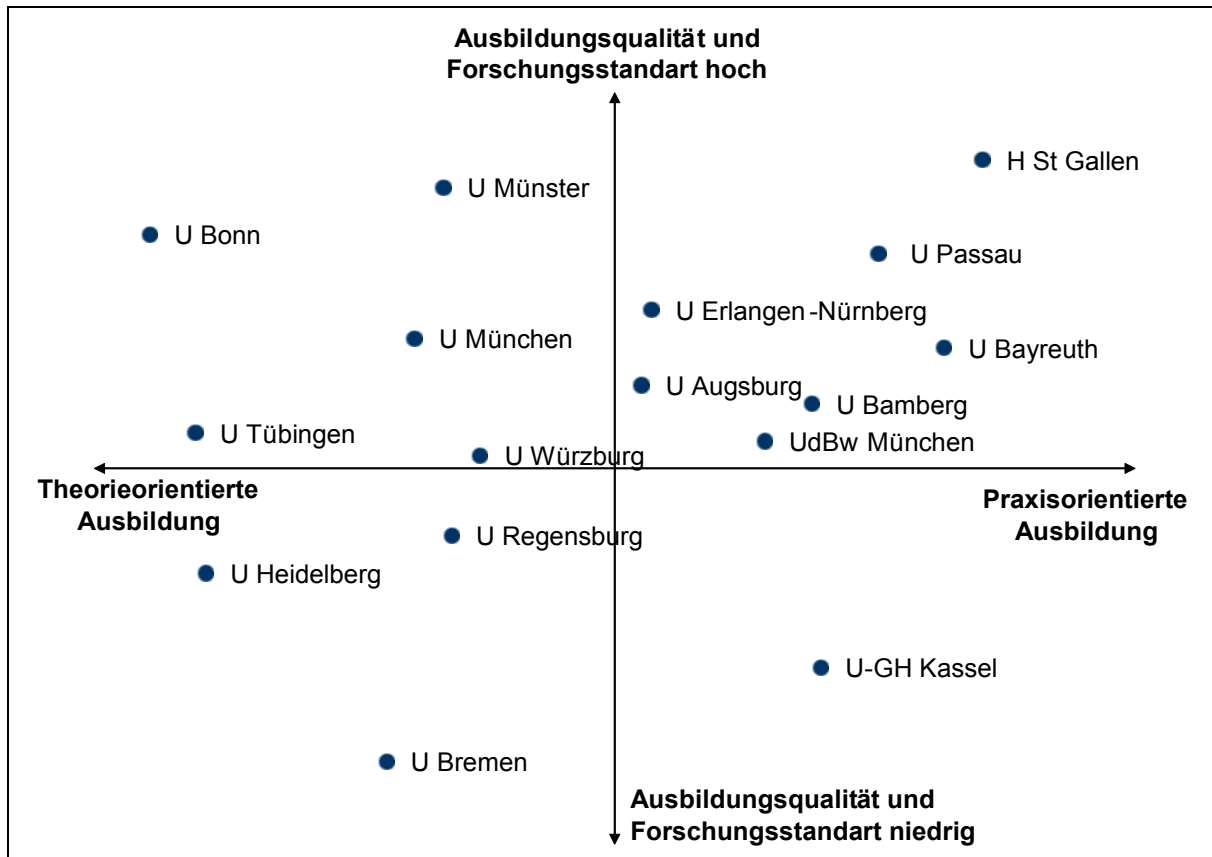 Ausbildungsqualität und
Forschungsstandart hoch
H St Gallen
U Münster
U Bonn
U Passau
U Erlangen-Nürnberg
U München
U Bayreuth
U Augsburg
U Bamberg
U Tübingen
UdBw München
U Würzburg
Theorieorientierte
Ausbildung
Praxisorientierte
Ausbildung
U Regensburg
U Heidelberg
U-GH Kassel
U Bremen
Ausbildungsqualität und
Forschungsstandart niedrig